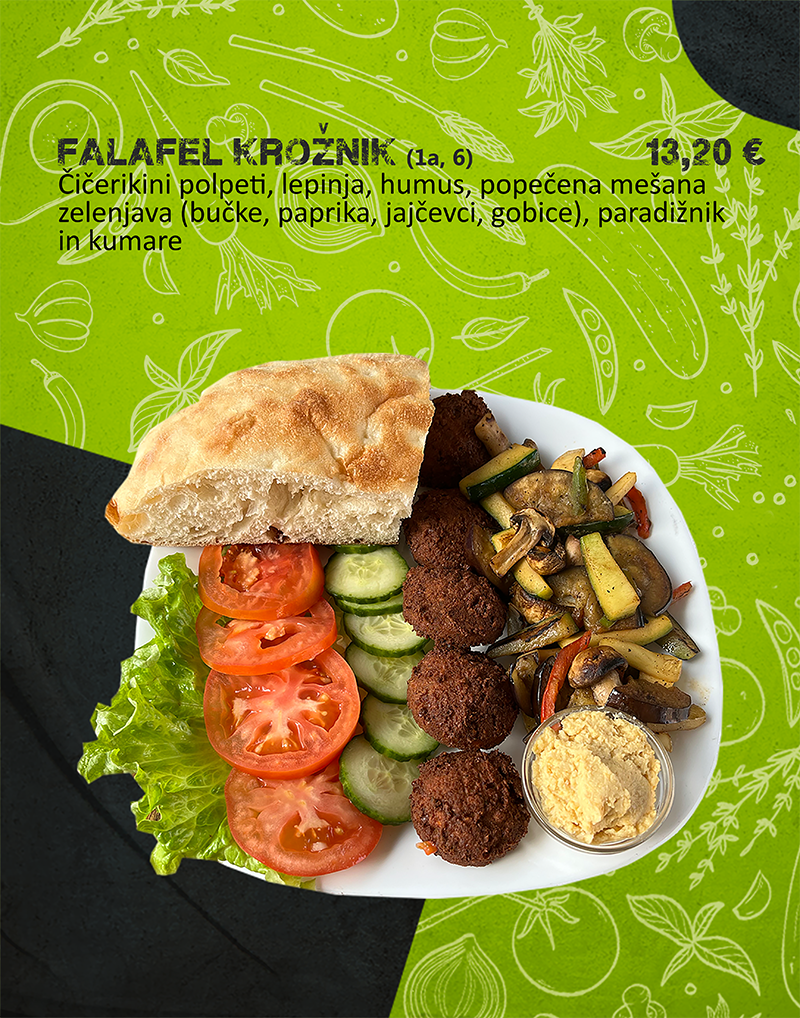 FALAFEL KROŽNIK (1a, 6) 13,20 €
Čičerikini polpeti, lepinja, humus, popečena mešana
zelenjava (bučke, paprika, jajčevci, gobice), paradižnik
in kumare